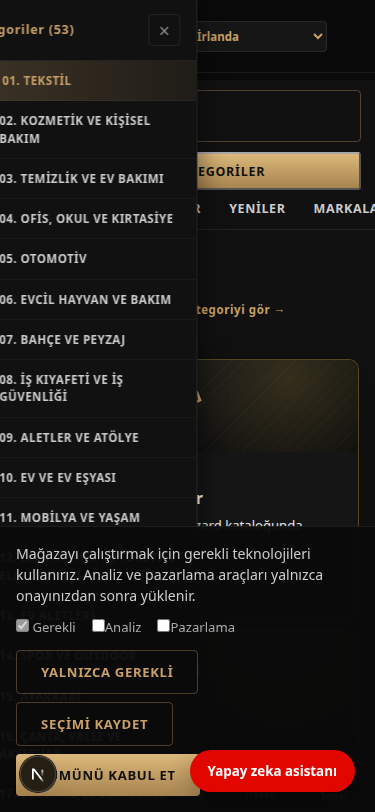 goriler (53)
×
İrlanda
01. TEKSTİL
02. KOZMETİK VE KİŞİSEL
BAKIM
EGORİLER
03. TEMİZLİK VE EV BAKIMI
04. OFİS, OKUL VE KIRTASİYE
R YENİLER MARKALA
05. OTOMOTİV
06. EVCİL HAYVAN VE BAKIM
tegoriyi gör →
07. BAHÇE VE PEYZAJ
08. İŞ KIYAFETİ VE İŞ
GÜVENLİĞİ
09. ALETLER VE ATÖLYE
10. EV VE EV EŞYASI
r
11. MOBİLYA VE YAŞAM
zard kataloğunda
Mağazayı çalıştırmak için gerekli teknolojileri
kullanırız. Analiz ve pazarlama araçları yalnızca
onayınızdan sonra yüklenir.
Gerekli Analiz Pazarlama
YALNIZCA GEREKLİ
SEÇİMİ KAYDET
N
MÜNÜ KABUL ET
Yapay zeka asistanı